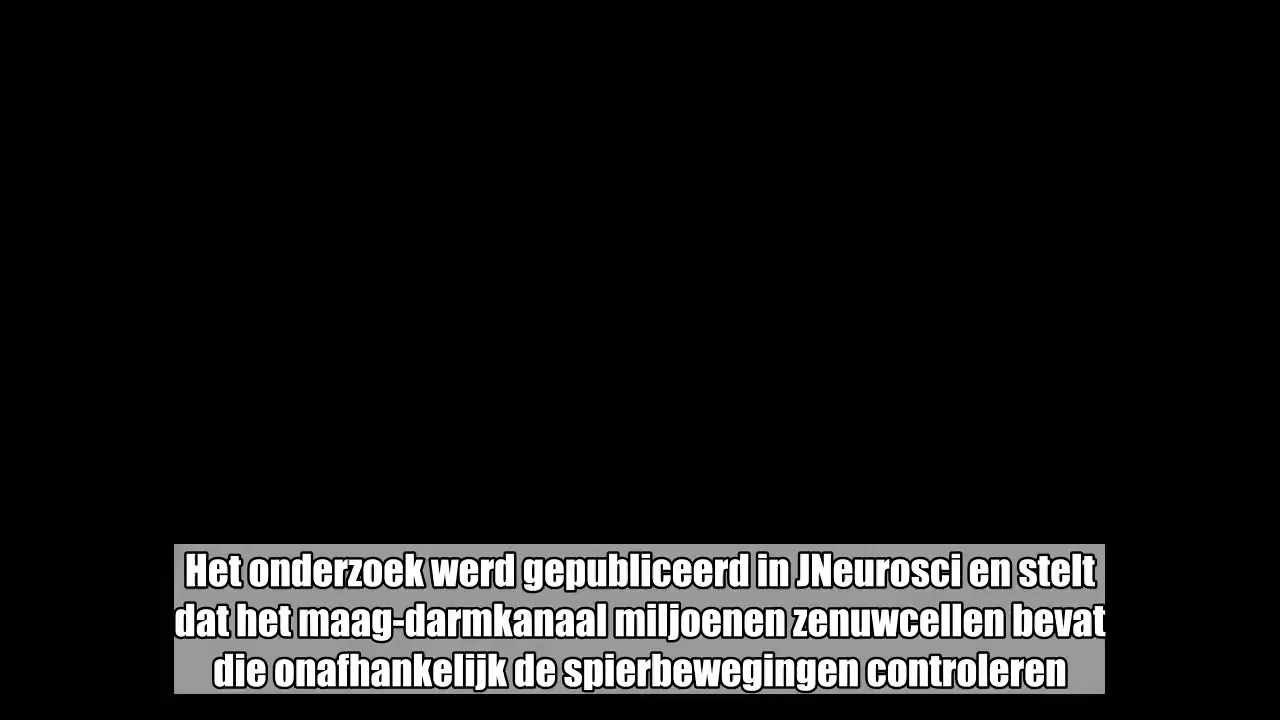 Het onderzoek werd gepubliceerd in JNeurosci en stelt
dat het maag-darmkanaal miljoenen zenuwcellen bevat
die onafhankelijk de spierbewegingen controleren